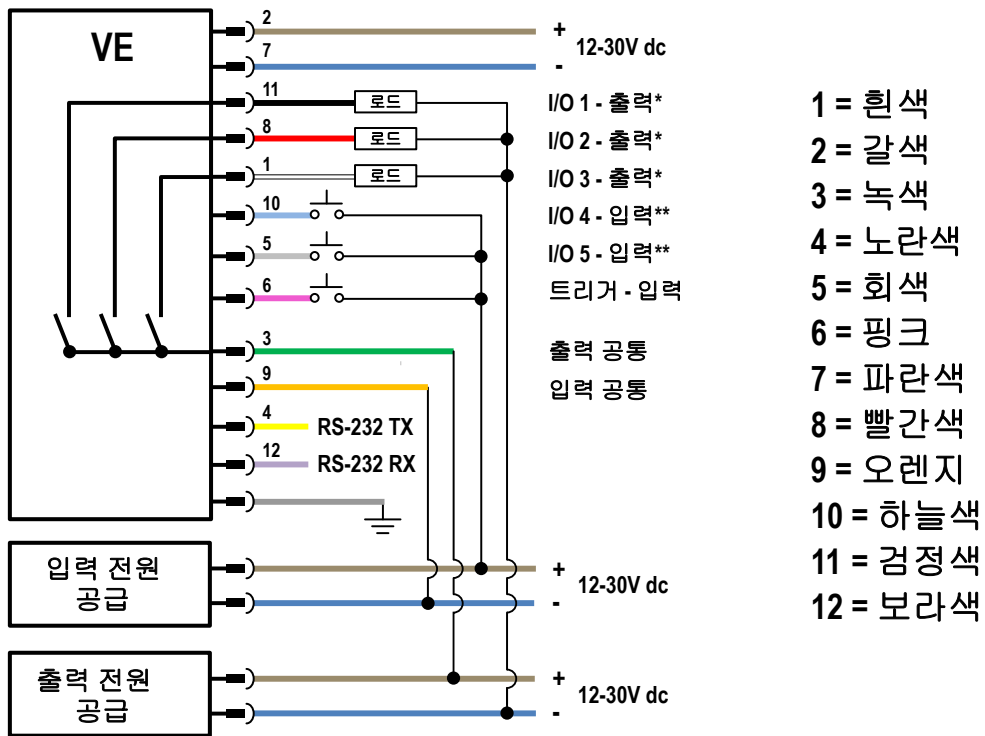 VE
2
+
12-30V dc
7
-
11
로드
I/O 1 - 출력*
8
로드
I/O 2 - 출력*
1
로드
I/O 3 - 출력*
10
I/O 4 - 입력**
5
I/O 5 - 입력**
6
트리거 - 입력
3
출력 공통
9
입력 공통
4
RS-232 TX
12
RS-232 RX
입력 전원
공급
+
12-30V dc
-
출력 전원
공급
+
12-30V dc
-
1 = 흰색
2 = 갈색
3 = 녹색
4 = 노란색
5 = 회색
6 = 핑크
7 = 파란색
8 = 빨간색
9 = 오렌지
10 = 하늘색
11 = 검정색
12 = 보라색